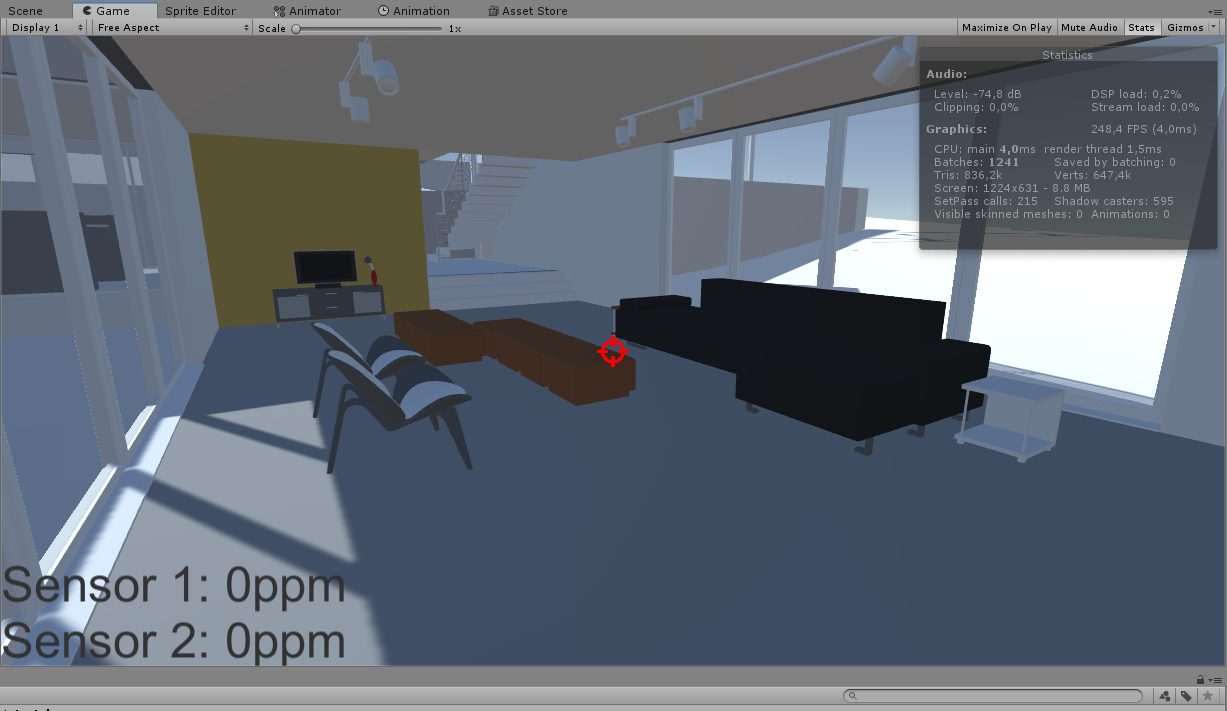 Scene Game Sprite Editor Animator Animation Asset Store
Display 1 Free Aspect Scale 1x Maximize On Play Mute Audio Stats Gizmos
Statistics
Audio:
Level: -74,8 dB DSP load: 0,2%
Clipping: 0,0% Stream load: 0,0%
Graphics: 248,4 FPS (4,0ms)
CPU: main 4,0ms render thread 1,5ms
Batches: 1241 Saved by batching: 0
Tris: 836,2k Verts: 647,4k
Screen: 1224x631 - 8.8 MB
SetPass calls: 215 Shadow casters: 595
Visible skinned meshes: 0 Animations: 0
Sensor 1: 0ppm
Sensor 2: 0ppm